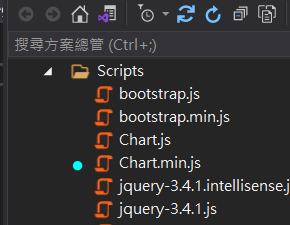 搜尋方案總管 (Ctrl+;)
Scripts
bootstrap.js
bootstrap.min.js
Chart.js
Chart.min.js
jquery-3.4.1.intellisense.j
jquery-3.4.1.js